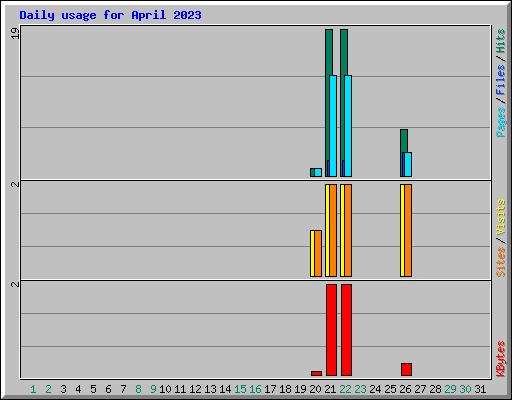 Daily usage for April 2023
19
2
2
Pages / Files / Hits
Sites / Visits
KBytes
1 2 3 4 5 6 7 8 9 10 11 12 13 14 15 16 17 18 19 20 21 22 23 24 25 26 27 28 29 30 31